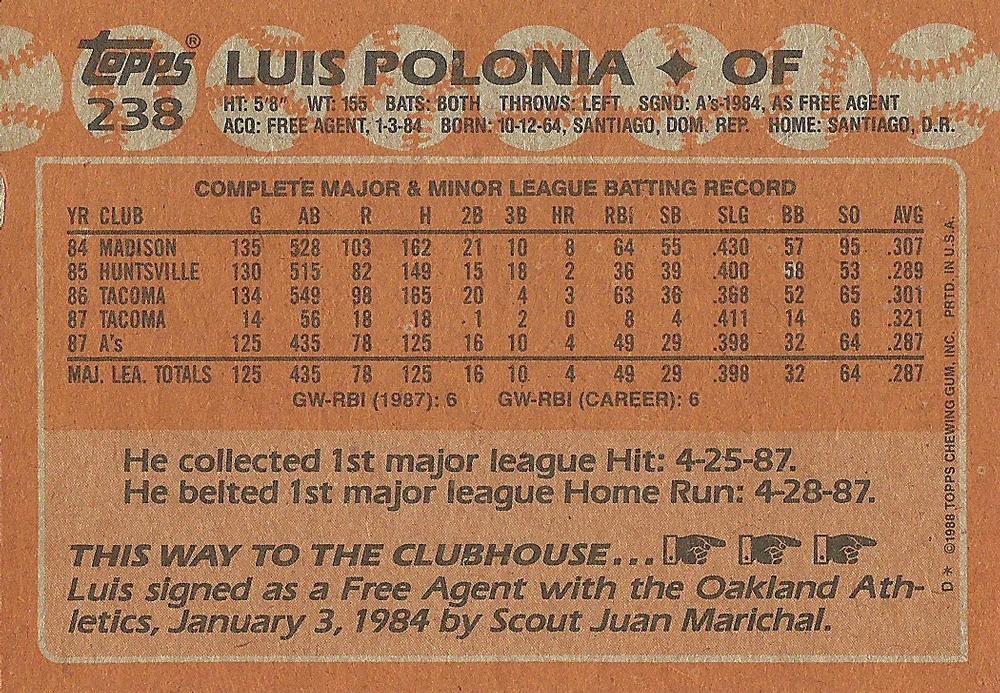 topps® LUIS POLONIA ✦ OF
238 HT: 5'8" WT: 155 BATS: BOTH THROWS: LEFT SGND: A's-1984, AS FREE AGENT
ACQ: FREE AGENT, 1-3-84 BORN: 10-12-64, SANTIAGO, DOM. REP. HOME: SANTIAGO, D.R.
COMPLETE MAJOR & MINOR LEAGUE BATTING RECORD
YR CLUB G AB R H 2B 3B HR RBI SB SLG BB SO AVG
84 MADISON 135 528 103 162 21 10 8 64 55 .430 57 95 .307
85 HUNTSVILLE 130 515 82 149 15 18 2 36 39 .400 58 53 .289
86 TACOMA 134 549 98 165 20 4 3 63 36 .368 52 65 .301
87 TACOMA 14 56 18 18 1 2 0 8 4 .411 14 6 .321
87 A's 125 435 78 125 16 10 4 49 29 .398 32 64 .287
MAJ. LEA. TOTALS 125 435 78 125 16 10 4 49 29 .398 32 64 .287
GW-RBI (1987): 6 GW-RBI (CAREER): 6
He collected 1st major league Hit: 4-25-87.
He belted 1st major league Home Run: 4-28-87.
THIS WAY TO THE CLUBHOUSE...
Luis signed as a Free Agent with the Oakland Ath-
letics, January 3, 1984 by Scout Juan Marichal.
D* ©1988 TOPPS CHEWING GUM, INC. PRTD. IN U.S.A.